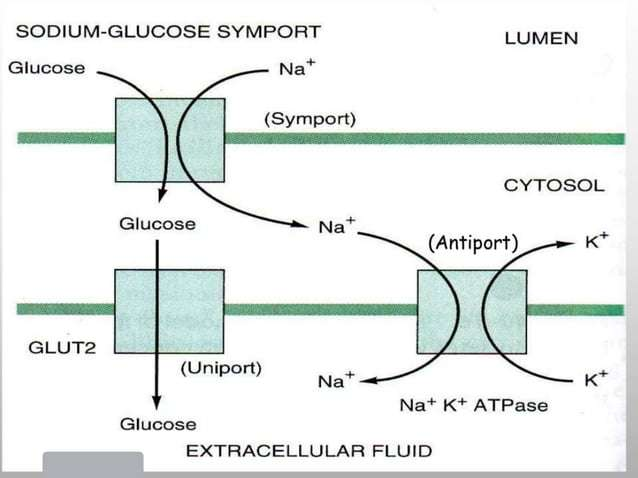 SODIUM-GLUCOSE SYMPORT
LUMEN
Glucose
Na⁺
(Symport)
CYTOSOL
Glucose
Na⁺
(Antiport)
K⁺
GLUT2
(Uniport)
Na⁺
K⁺
Na⁺ K⁺ ATPase
Glucose
EXTRACELLULAR FLUID